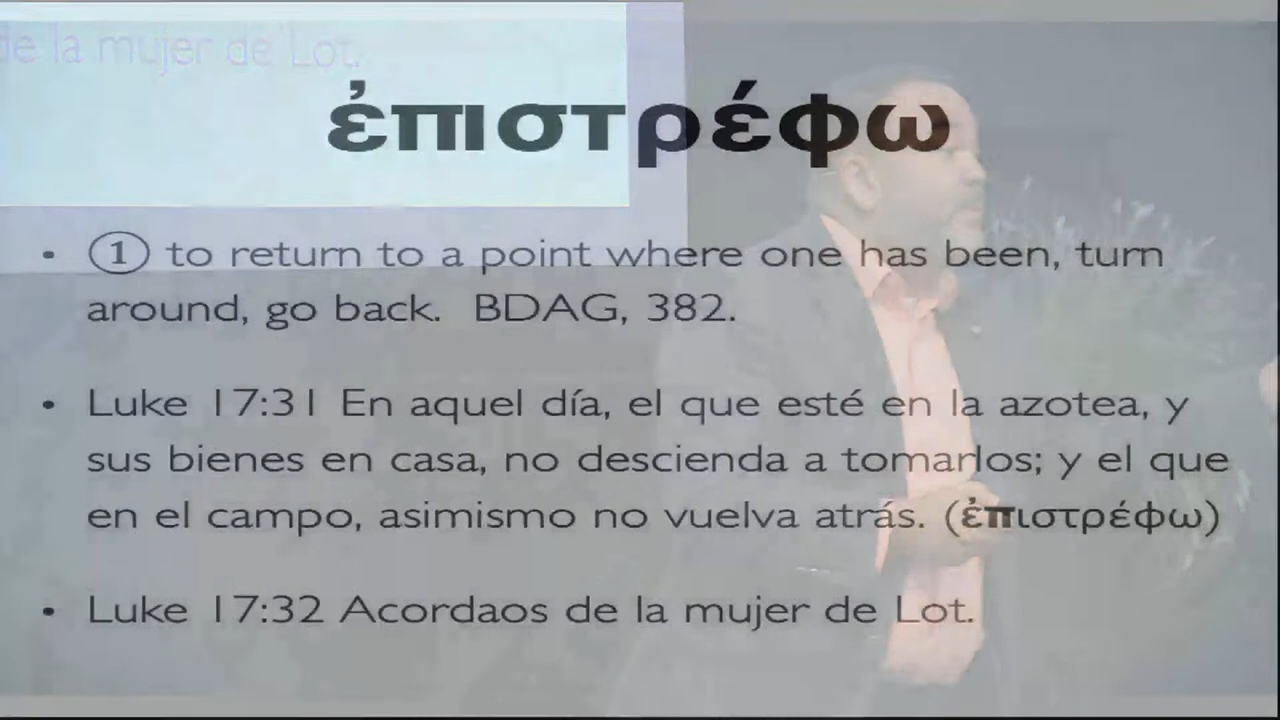 de la mujer de Lot.
ἐπιστρέφω
• ① to return to a point where one has been, turn
around, go back. BDAG, 382.
• Luke 17:31 En aquel día, el que esté en la azotea, y
sus bienes en casa, no descienda a tomarlos; y el que
en el campo, asimismo no vuelva atrás. (ἐπιστρέφω)
• Luke 17:32 Acordaos de la mujer de Lot.